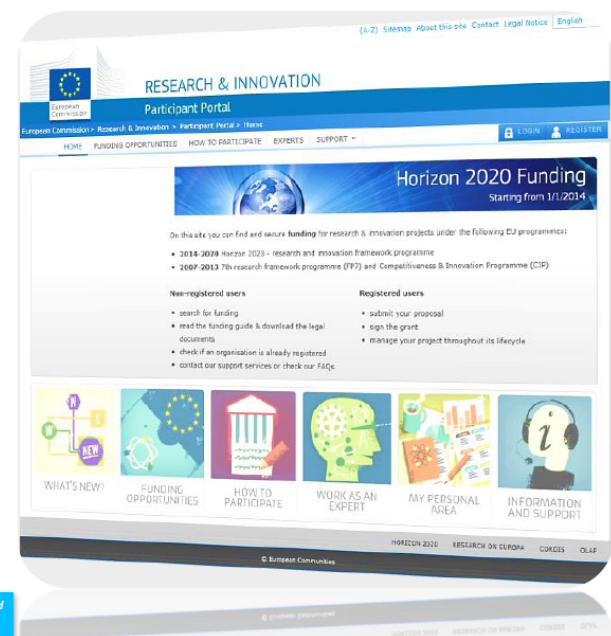 (A-Z) Sitemap About this site Contact Legal Notice English
European
Commission
RESEARCH & INNOVATION
Participant Portal
European Commission > Research & Innovation > Participant Portal > Home
HOME FUNDING OPPORTUNITIES HOW TO PARTICIPATE EXPERTS SUPPORT
LOGIN REGISTER
Horizon 2020 Funding
Starting from 1/1/2014
On this site you can find and secure funding for research & innovation projects under the following EU programmes:
• 2014-2020 Horizon 2020 - research and innovation framework programme
• 2007-2013 7th research framework programme (FP7) and Competitiveness & Innovation Programme (CIP)
Non-registered users
• search for funding
• read the funding guide & download the legal
documents
• check if an organisation is already registered
• contact our support services or check our FAQs
Registered users
• submit your proposal
• sign the grant
• manage your project throughout its lifecycle
N
NEW
i
WHAT'S NEW?
FUNDING
OPPORTUNITIES
HOW TO
PARTICIPATE
WORK AS AN
EXPERT
MY PERSONAL
AREA
INFORMATION
AND SUPPORT
HORIZON 2020 RESEARCH ON EUROPA CORDIS OLAF
© European Communities